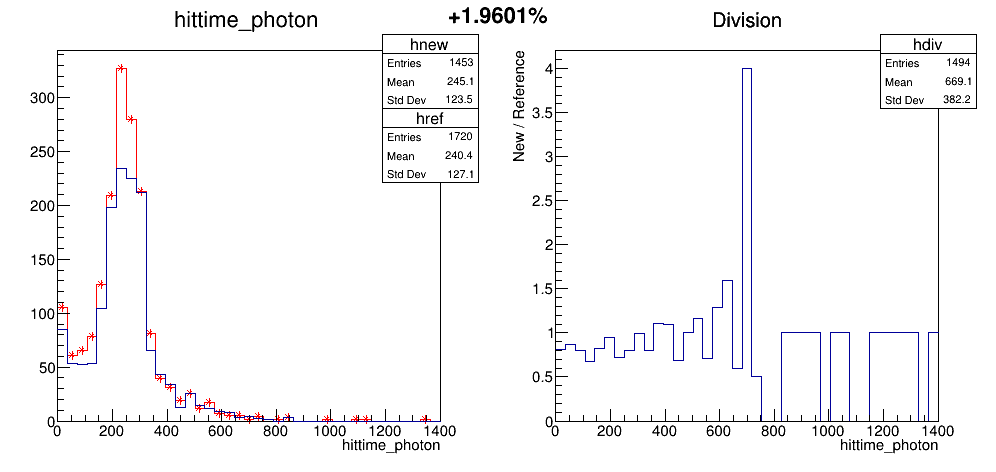 +1.9601%
hittime_photon
hnew
Entries 1453
Mean 245.1
Std Dev 123.5
href
Entries 1720
Mean 240.4
Std Dev 127.1
300
250
200
150
100
50
0
0 200 400 600 800 1000 1200 1400
hittime_photon
Division
hdiv
Entries 1494
Mean 669.1
Std Dev 382.2
New / Reference
4
3.5
3
2.5
2
1.5
1
0.5
0
0 200 400 600 800 1000 1200 1400
hittime_photon